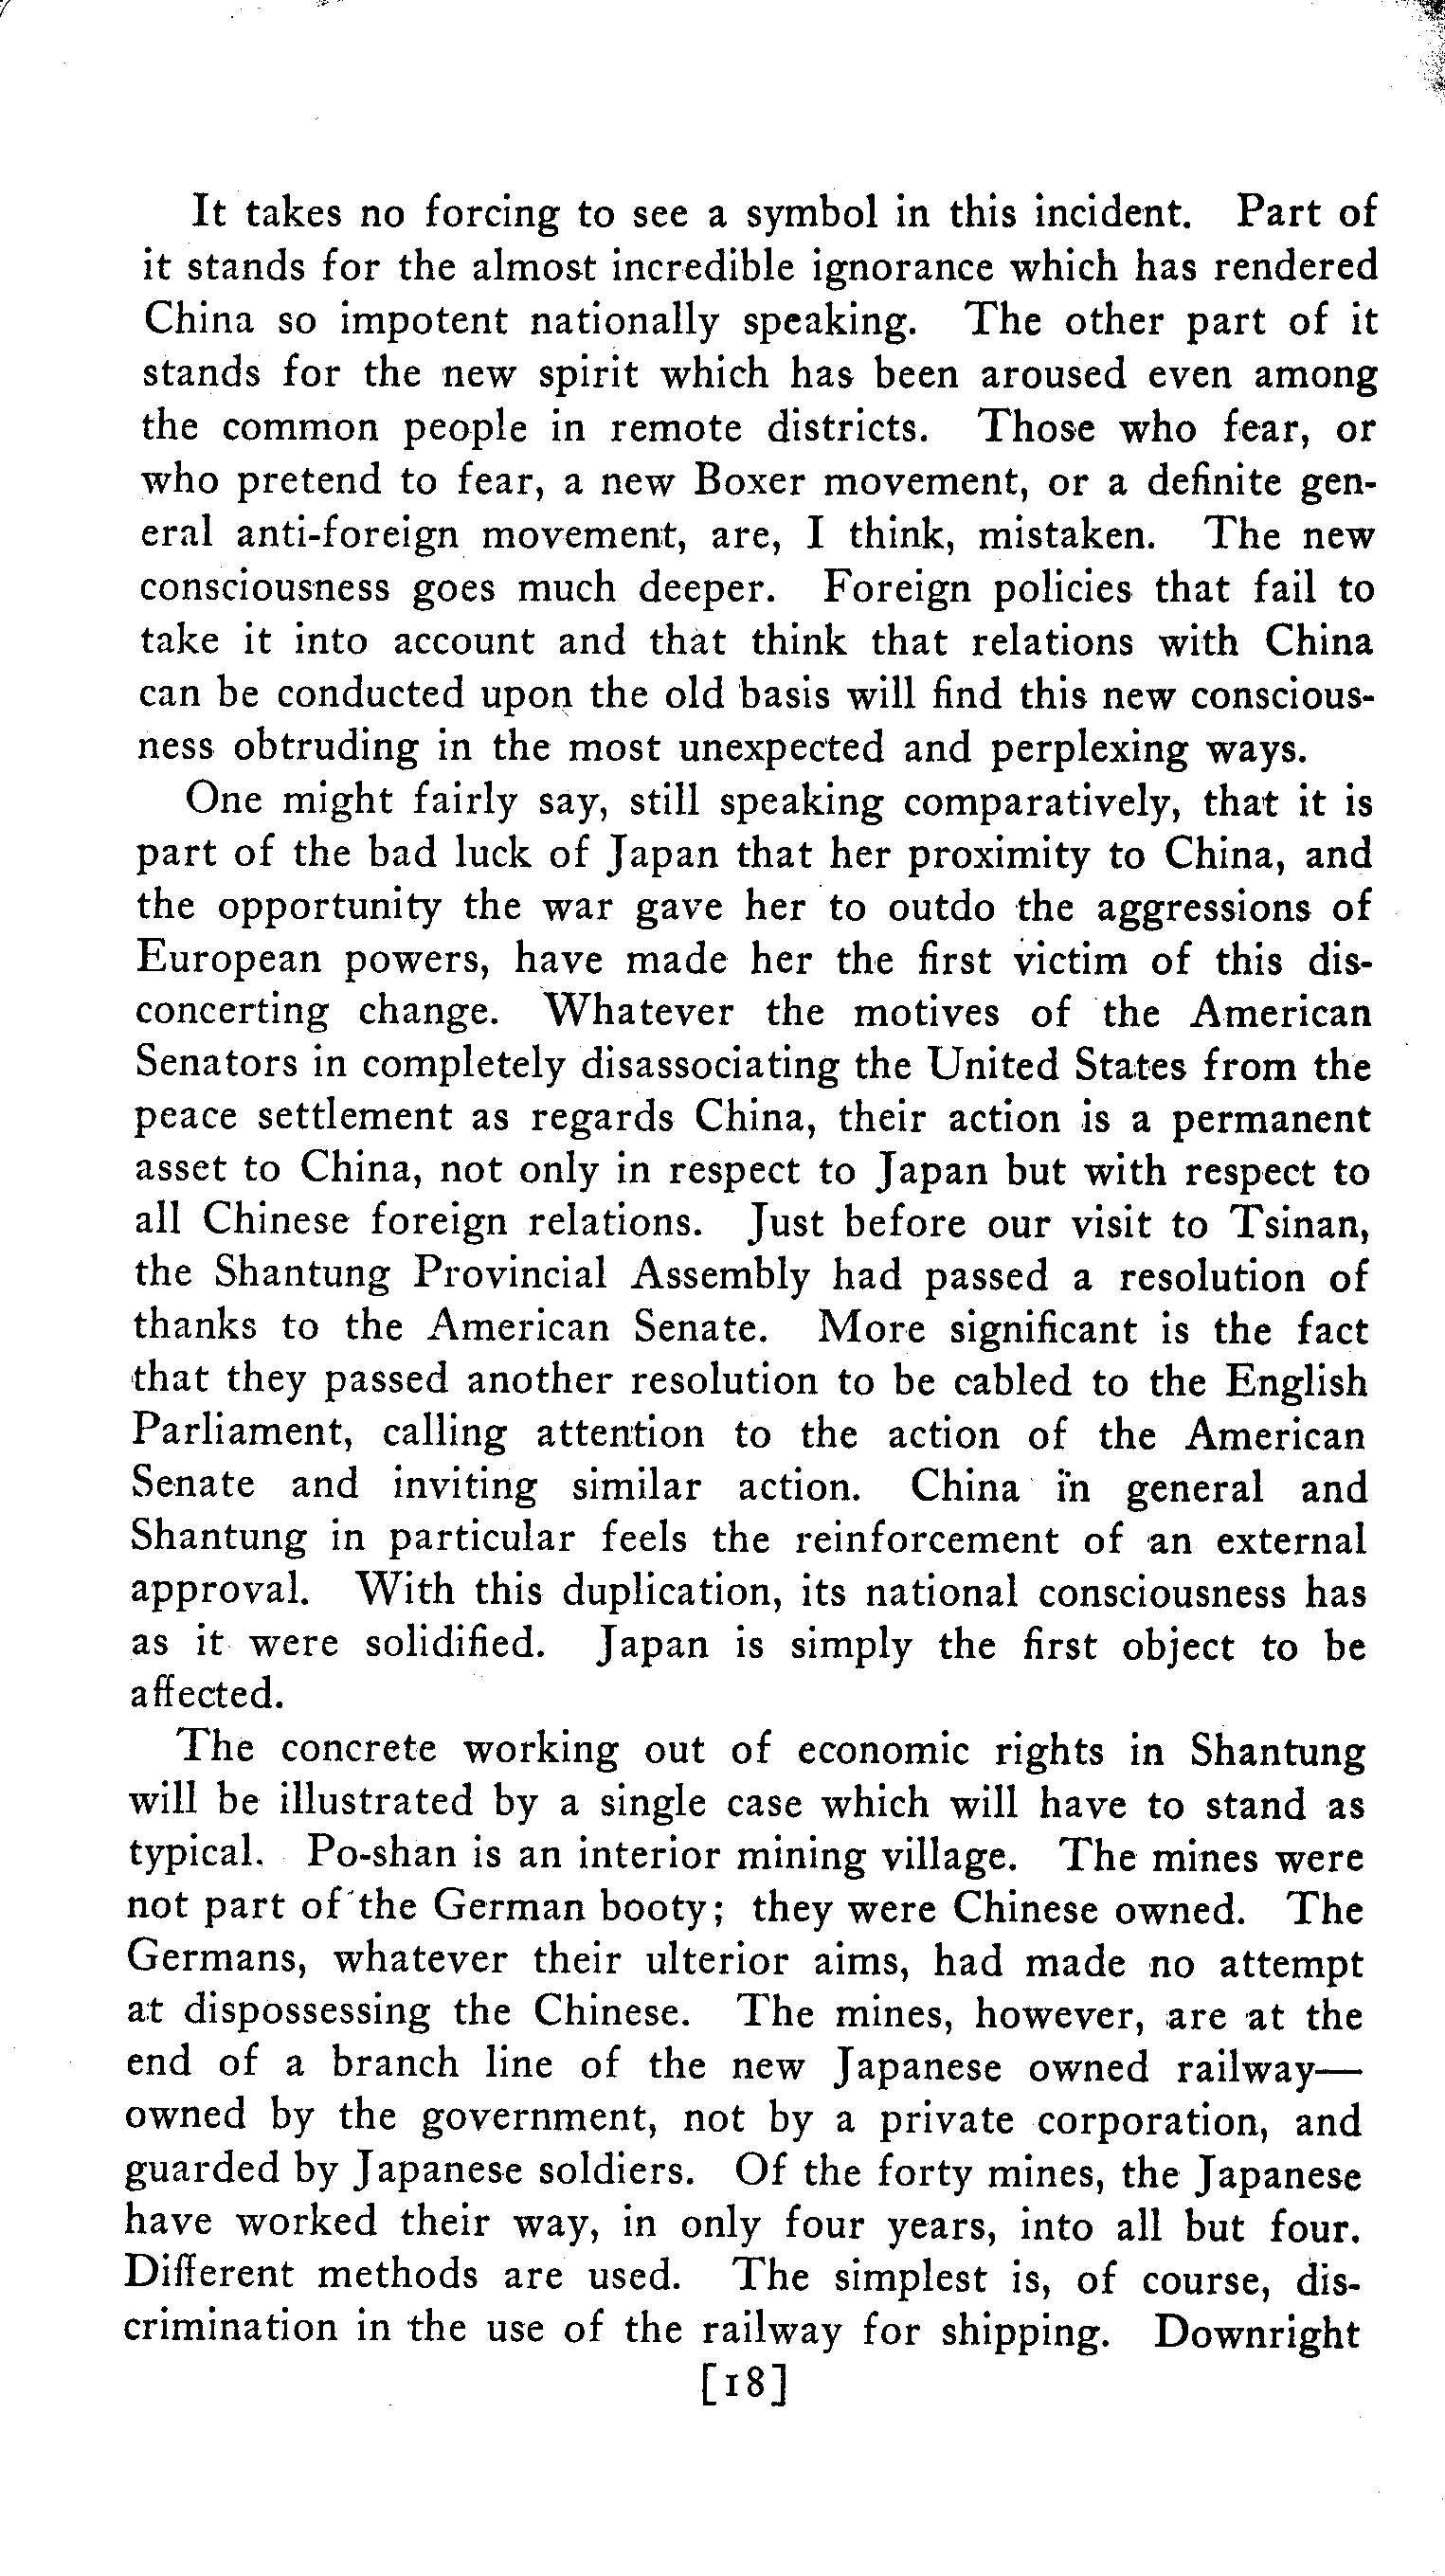 It takes no forcing to see a symbol in this incident. Part of
it stands for the almost incredible ignorance which has rendered
China so impotent nationally speaking. The other part of it
stands for the new spirit which has been aroused even among
the common people in remote districts. Those who fear, or
who pretend to fear, a new Boxer movement, or a definite gen-
eral anti-foreign movement, are, I think, mistaken. The new
consciousness goes much deeper. Foreign policies that fail to
take it into account and that think that relations with China
can be conducted upon the old basis will find this new conscious-
ness obtruding in the most unexpected and perplexing ways.
One might fairly say, still speaking comparatively, that it is
part of the bad luck of Japan that her proximity to China, and
the opportunity the war gave her to outdo the aggressions of
European powers, have made her the first victim of this dis-
concerting change. Whatever the motives of the American
Senators in completely disassociating the United States from the
peace settlement as regards China, their action is a permanent
asset to China, not only in respect to Japan but with respect to
all Chinese foreign relations. Just before our visit to Tsinan,
the Shantung Provincial Assembly had passed a resolution of
thanks to the American Senate. More significant is the fact
that they passed another resolution to be cabled to the English
Parliament, calling attention to the action of the American
Senate and inviting similar action. China in general and
Shantung in particular feels the reinforcement of an external
approval. With this duplication, its national consciousness has
as it were solidified. Japan is simply the first object to be
affected.
The concrete working out of economic rights in Shantung
will be illustrated by a single case which will have to stand as
typical. Po-shan is an interior mining village. The mines were
not part of the German booty; they were Chinese owned. The
Germans, whatever their ulterior aims, had made no attempt
at dispossessing the Chinese. The mines, however, are at the
end of a branch line of the new Japanese owned railway—
owned by the government, not by a private corporation, and
guarded by Japanese soldiers. Of the forty mines, the Japanese
have worked their way, in only four years, into all but four.
Different methods are used. The simplest is, of course, dis-
crimination in the use of the railway for shipping. Downright
[18]